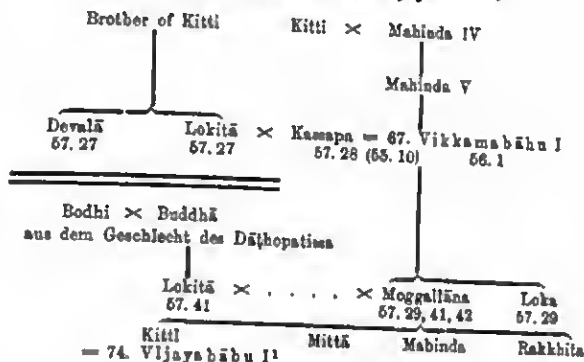 Brother of Kitti Kitti × Mahinda IV
Mahinda V
Devalā Lokitā × Kassapa = 67. Vikkamabāhu I
57. 27 57. 27 57. 28 (55. 10) 56. 1
Bodhi × Buddhā
aus dem Geschlecht des Dāṭhopatissa
Lokitā × . . . . . × Moggallāna Loka
57. 41 57. 29, 41, 42 57. 29
Kitti Mittā Mahinda Rakkhita
= 74. Vijayabāhu I¹